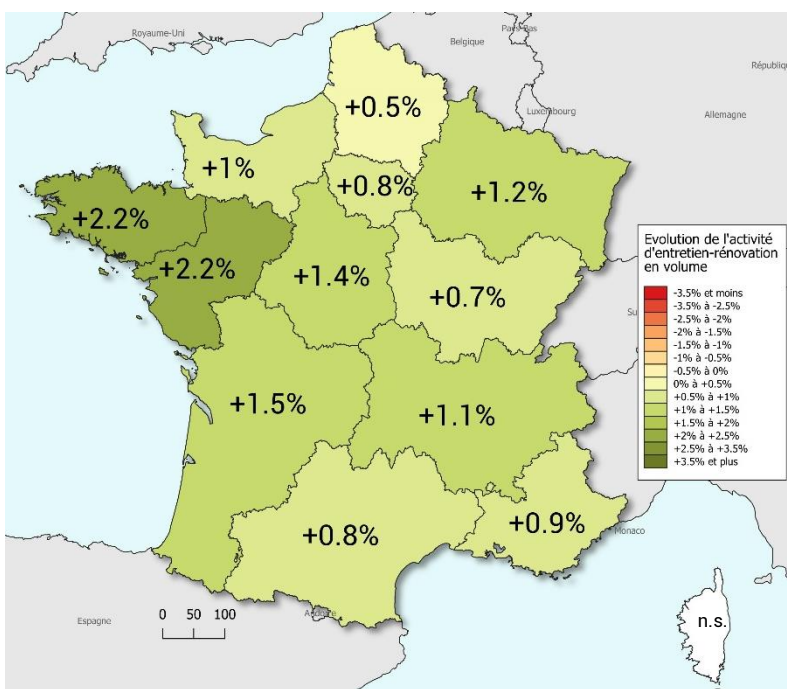 Royaume-Uni
Belgique
Pays-Bas
République
Luxembourg
Allemagne
+0.5%
+1%
+0.8%
+1.2%
+2.2%
+2.2%
+1.4%
+0.7%
+1.5%
+1.1%
+0.8%
+0.9%
Monaco
Espagne
0 50 100
n.s.
Evolution de l'activité
d'entretien-rénovation
en volume
-3.5% et moins
-3.5% à -2.5%
-2.5% à -2%
-2% à -1.5%
-1.5% à -1%
-1% à -0.5%
-0.5% à 0%
0% à +0.5%
+0.5% à +1%
+1% à +1.5%
+1.5% à +2%
+2% à +2.5%
+2.5% à +3.5%
+3.5% et plus
Su